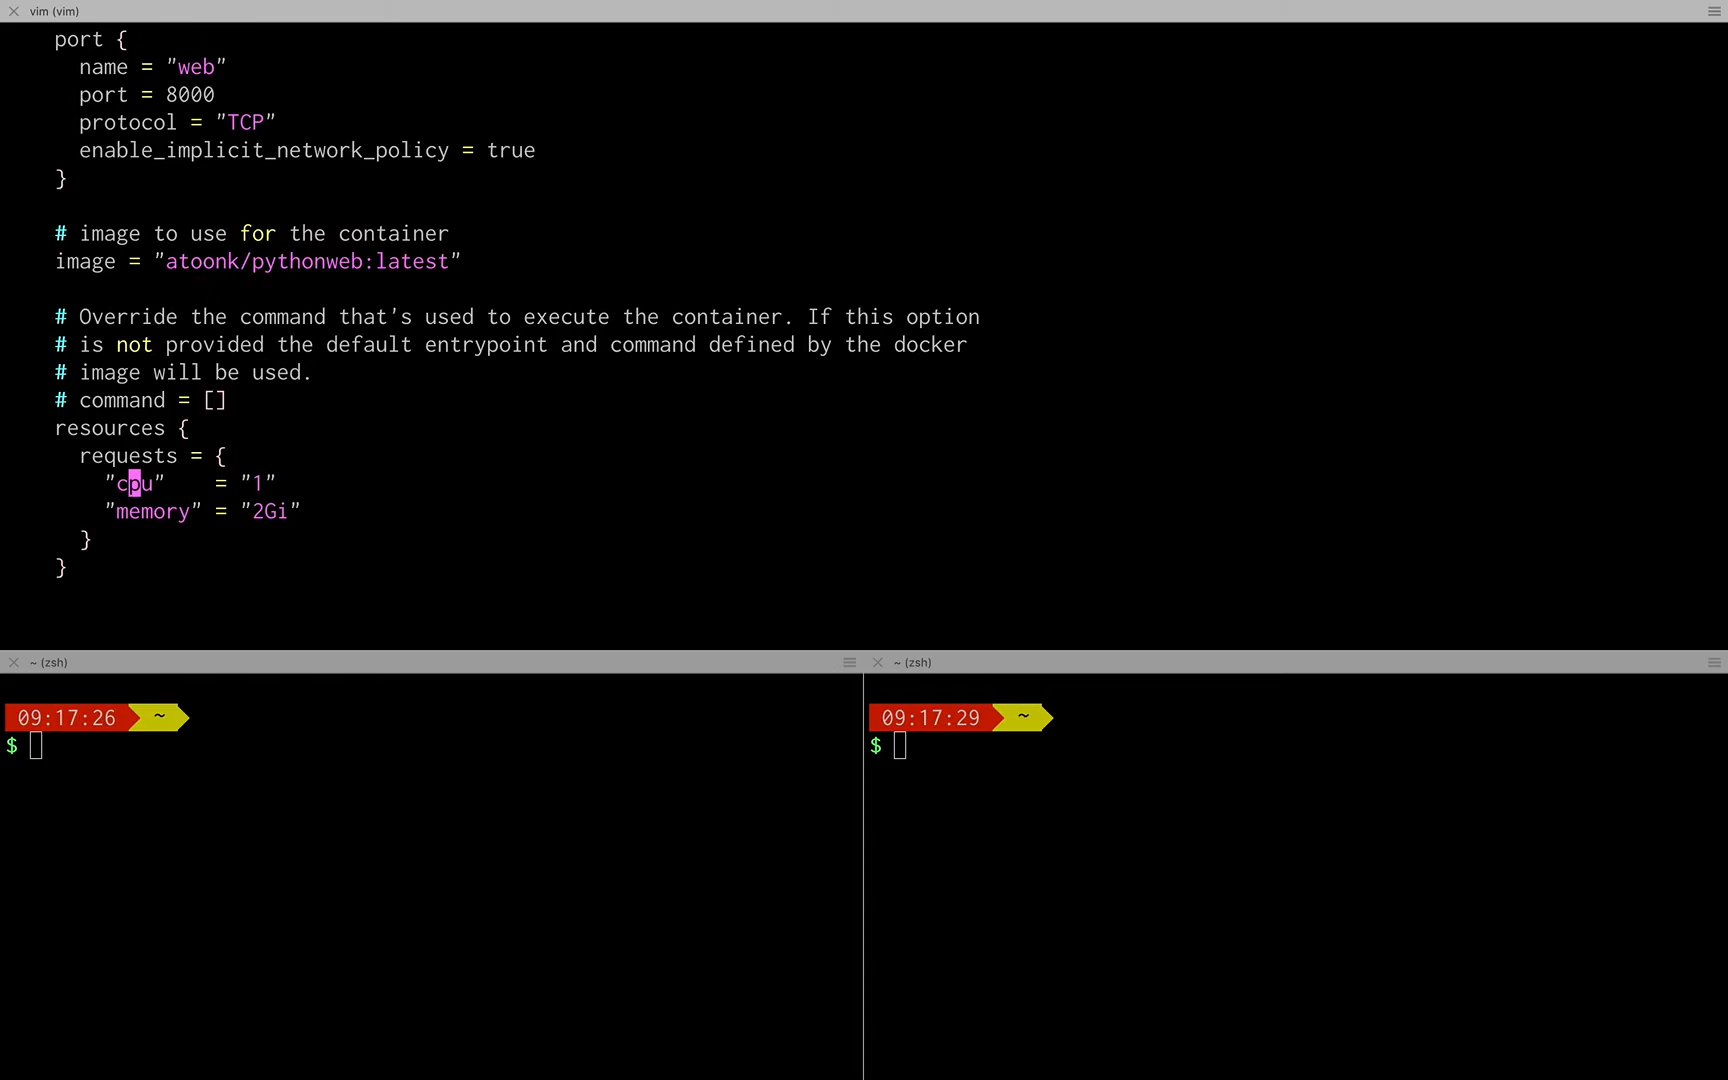 vim (vim)
port {
name = "web"
port = 8000
protocol = "TCP"
enable_implicit_network_policy = true
}
# image to use for the container
image = "atoonk/pythonweb:latest"
# Override the command that's used to execute the container. If this option
# is not provided the default entrypoint and command defined by the docker
# image will be used.
# command = []
resources {
requests = {
"cpu" = "1"
"memory" = "2Gi"
}
}
~ (zsh)
09:17:26 ~
$
~ (zsh)
09:17:29 ~
$